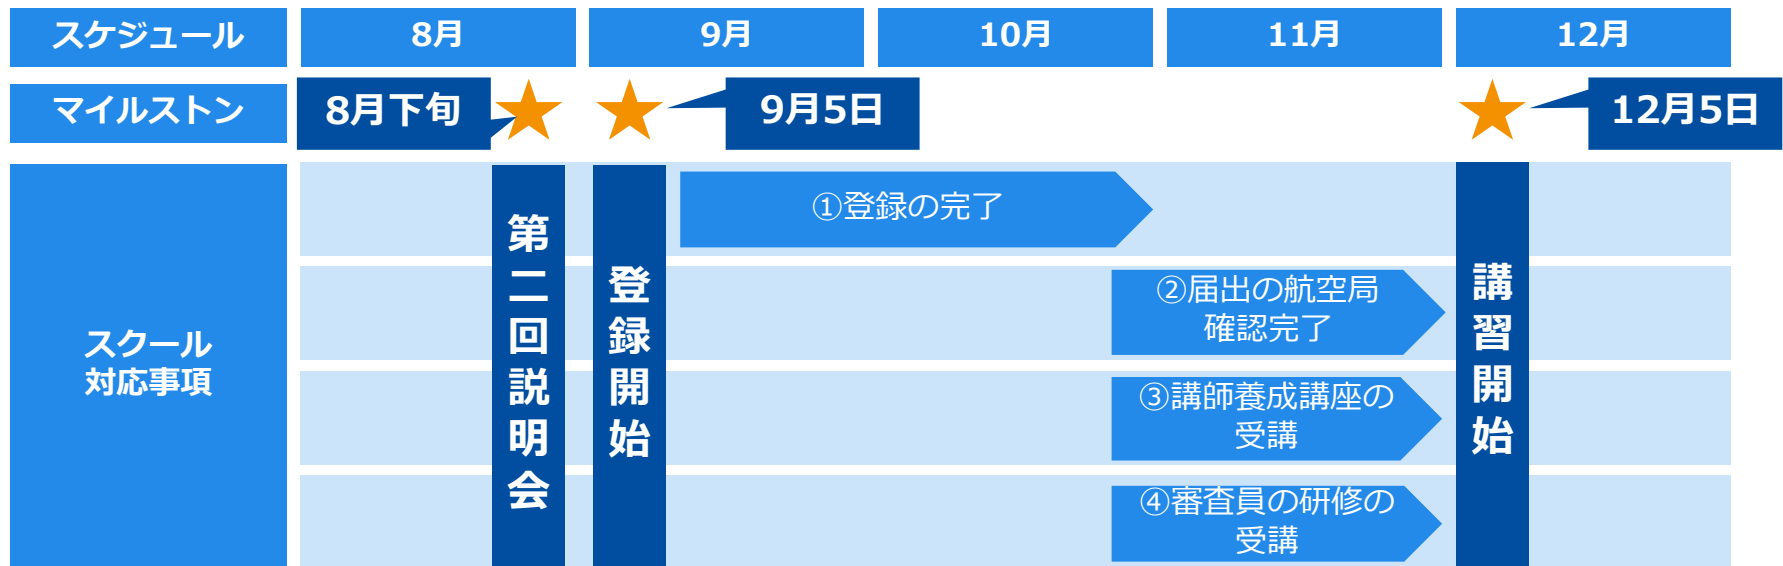 スケジュール
8月
9月
10月
11月
12月
マイルストン
8月下旬
9月5日
12月5日
スクール
対応事項
第二回説明会
登録開始
講習開始
①登録の完了
②届出の航空局
確認完了
③講師養成講座の
受講
④審査員の研修の
受講